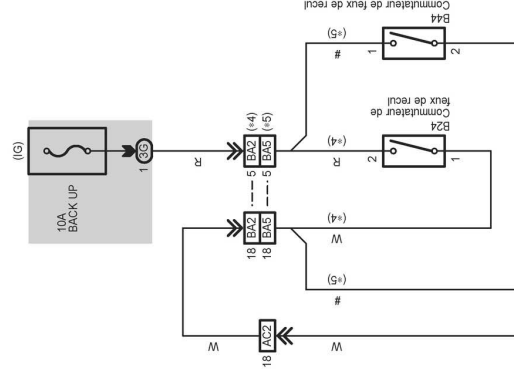 (IG)
10A
BACK UP
1
3G
R
5 BA2 (*4)
5 BA5 (*5)
18 BA2
18 BA5
W
18 AC2
W
#
(*5)
W
(*4)
R
(*4)
#
(*5)
2
1
B24
Commutateur de
feux de recul
1
2
B44
Commutateur de feux de recul